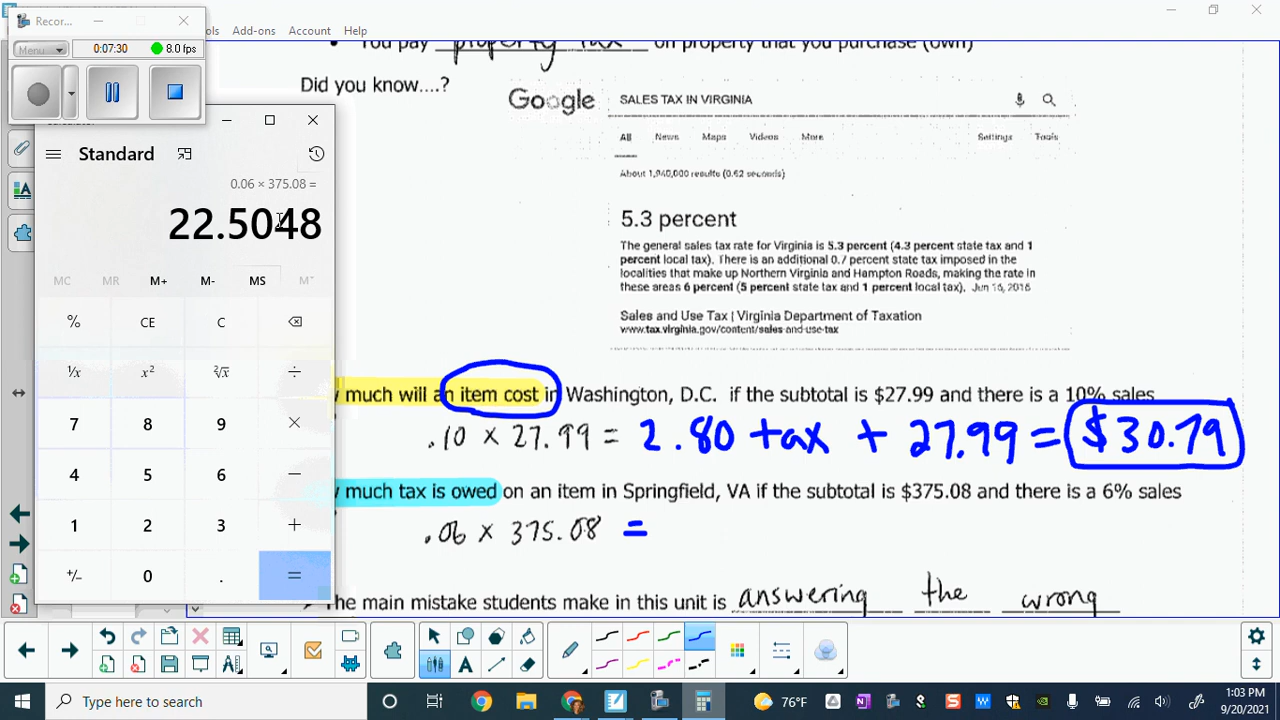 Recor...
Menu
0:07:30
8.0 fps
Add-ons Account Help
You pay property tax on property that you purchase (own)
Did you know....?
Google SALES TAX IN VIRGINIA
All News Maps Videos More Settings Tools
About 1,940,000 results (0.62 seconds)
5.3 percent
The general sales tax rate for Virginia is 5.3 percent (4.3 percent state tax and 1
percent local tax). There is an additional 0.7 percent state tax imposed in the
localities that make up Northern Virginia and Hampton Roads, making the rate in
these areas 6 percent (5 percent state tax and 1 percent local tax). Jun 16, 2016
Sales and Use Tax | Virginia Department of Taxation
www.tax.virginia.gov/content/sales-and-use-tax
Standard
0.06 × 375.08 =
22.5048
MC MR M+ M- MS M˅
% CE C
¹/x x² ²√x ÷
7 8 9 ×
4 5 6 −
1 2 3 +
+/- 0 . =
much will an item cost in Washington, D.C. if the subtotal is $27.99 and there is a 10% sales
.10 × 27.99 = 2.80 tax + 27.99 = $30.79
much tax is owed on an item in Springfield, VA if the subtotal is $375.08 and there is a 6% sales
.06 × 375.08 =
The main mistake students make in this unit is answering the wrong
Type here to search
76°F
1:03 PM
9/20/2021